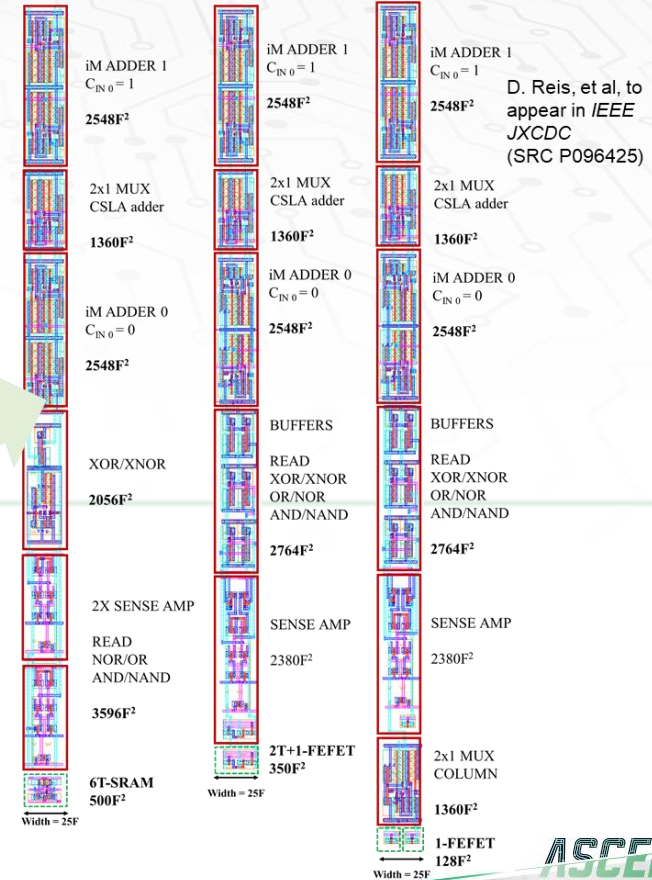 iM ADDER 1
C_IN 0 = 1
2548F²
2x1 MUX
CSLA adder
1360F²
iM ADDER 0
C_IN 0 = 0
2548F²
XOR/XNOR
2056F²
2X SENSE AMP
READ
NOR/OR
AND/NAND
3596F²
6T-SRAM
500F²
Width = 25F
iM ADDER 1
C_IN 0 = 1
2548F²
2x1 MUX
CSLA adder
1360F²
iM ADDER 0
C_IN 0 = 0
2548F²
BUFFERS
READ
XOR/XNOR
OR/NOR
AND/NAND
2764F²
SENSE AMP
2380F²
2T+1-FEFET
350F²
Width = 25F
iM ADDER 1
C_IN 0 = 1
2548F²
2x1 MUX
CSLA adder
1360F²
iM ADDER 0
C_IN 0 = 0
2548F²
BUFFERS
READ
XOR/XNOR
OR/NOR
AND/NAND
2764F²
SENSE AMP
2380F²
2x1 MUX
COLUMN
1360F²
1-FEFET
128F²
Width = 25F
D. Reis, et al, to
appear in IEEE
JXCDC
(SRC P096425)